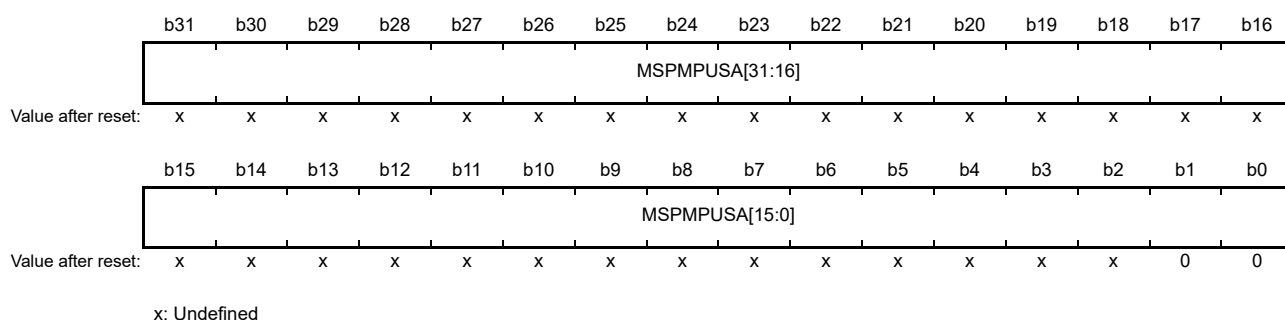 b31 b30 b29 b28 b27 b26 b25 b24 b23 b22 b21 b20 b19 b18 b17 b16
MSPMPUSA[31:16]
Value after reset: x x x x x x x x x x x x x x x x
b15 b14 b13 b12 b11 b10 b9 b8 b7 b6 b5 b4 b3 b2 b1 b0
MSPMPUSA[15:0]
Value after reset: x x x x x x x x x x x x x x 0 0
x: Undefined